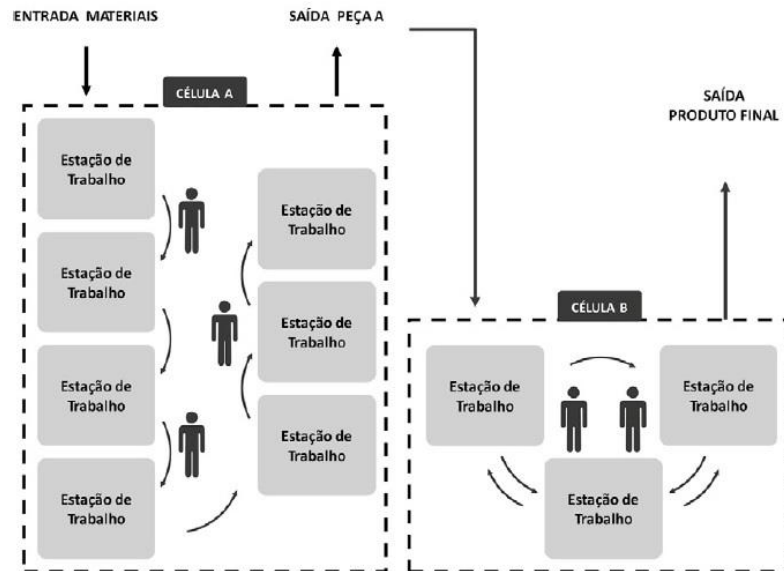 ENTRADA MATERIAIS
SAÍDA PEÇA A
CÉLULA A
Estação de
Trabalho
Estação de
Trabalho
Estação de
Trabalho
Estação de
Trabalho
Estação de
Trabalho
Estação de
Trabalho
Estação de
Trabalho
SAÍDA
PRODUTO FINAL
CÉLULA B
Estação de
Trabalho
Estação de
Trabalho
Estação de
Trabalho